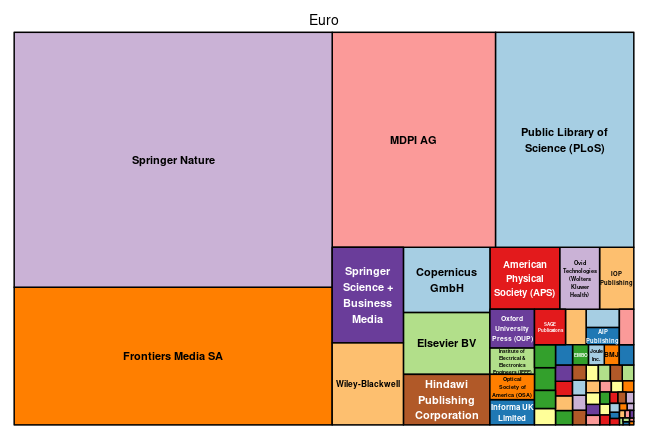 Euro
Springer Nature
MDPI AG
Public Library of
Science (PLoS)
Frontiers Media SA
Springer
Science +
Business
Media
Copernicus
GmbH
American
Physical
Society (APS)
Ovid
Technologies
(Wolters
Kluwer
Health)
IOP
Publishing
Elsevier BV
Oxford
University
Press (OUP)
SAGE
Publications
AIP
Publishing
Institute of
Electrical &
Electronics
Engineers (IEEE)
EMBO
Joule
Inc.
BMJ
Wiley-Blackwell
Hindawi
Publishing
Corporation
Optical
Society of
America (OSA)
Informa UK
Limited